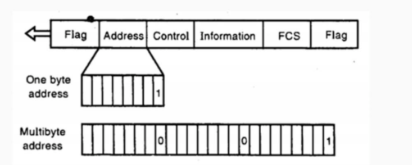 Flag Address Control Information FCS Flag
One byte
address
1
Multibyte
address
0 0 1